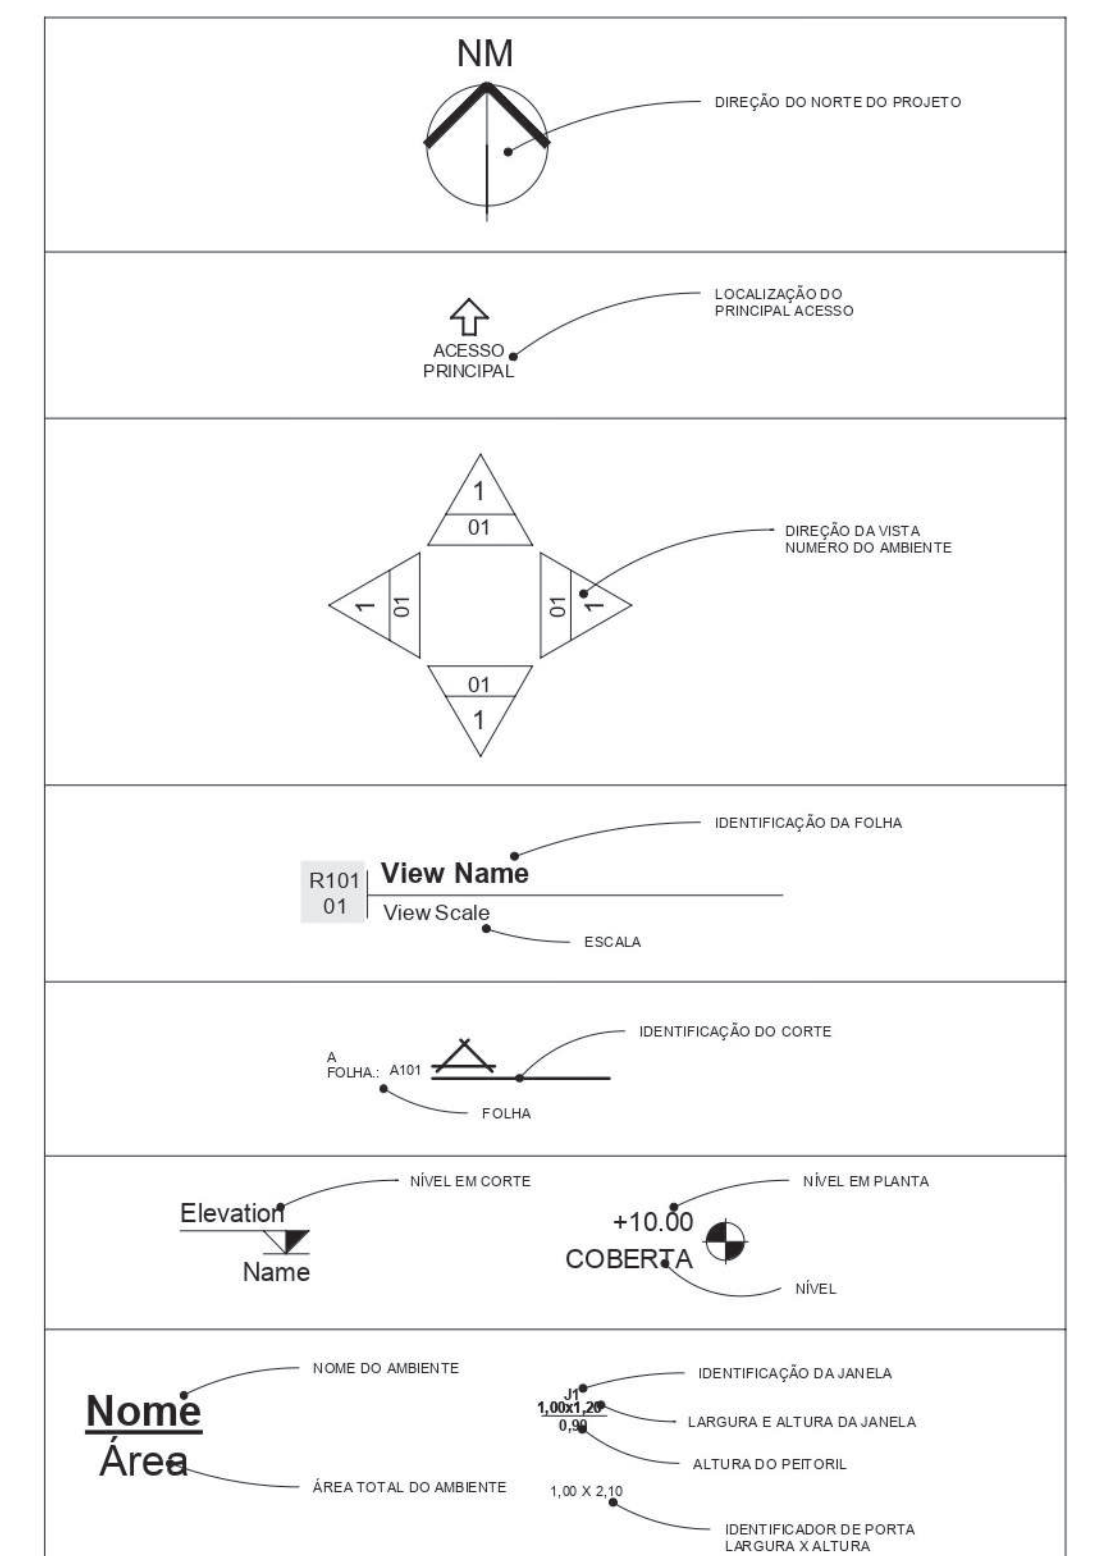 NM
DIREÇÃO DO NORTE DO PROJETO
LOCALIZAÇÃO DO
PRINCIPAL ACESSO
ACESSO
PRINCIPAL
1
01
DIREÇÃO DA VISTA
NUMERO DO AMBIENTE
1
01
01
1
01
1
IDENTIFICAÇÃO DA FOLHA
R101
01
View Name
View Scale
ESCALA
IDENTIFICAÇÃO DO CORTE
A
FOLHA.: A101
FOLHA
NÍVEL EM CORTE
Elevation
Name
NÍVEL EM PLANTA
+10.00
COBERTA
NÍVEL
NOME DO AMBIENTE
Nome
Área
ÁREA TOTAL DO AMBIENTE
IDENTIFICAÇÃO DA JANELA
J1
1,00x1,20
0,90
LARGURA E ALTURA DA JANELA
ALTURA DO PEITORIL
1,00 X 2,10
IDENTIFICADOR DE PORTA
LARGURA X ALTURA